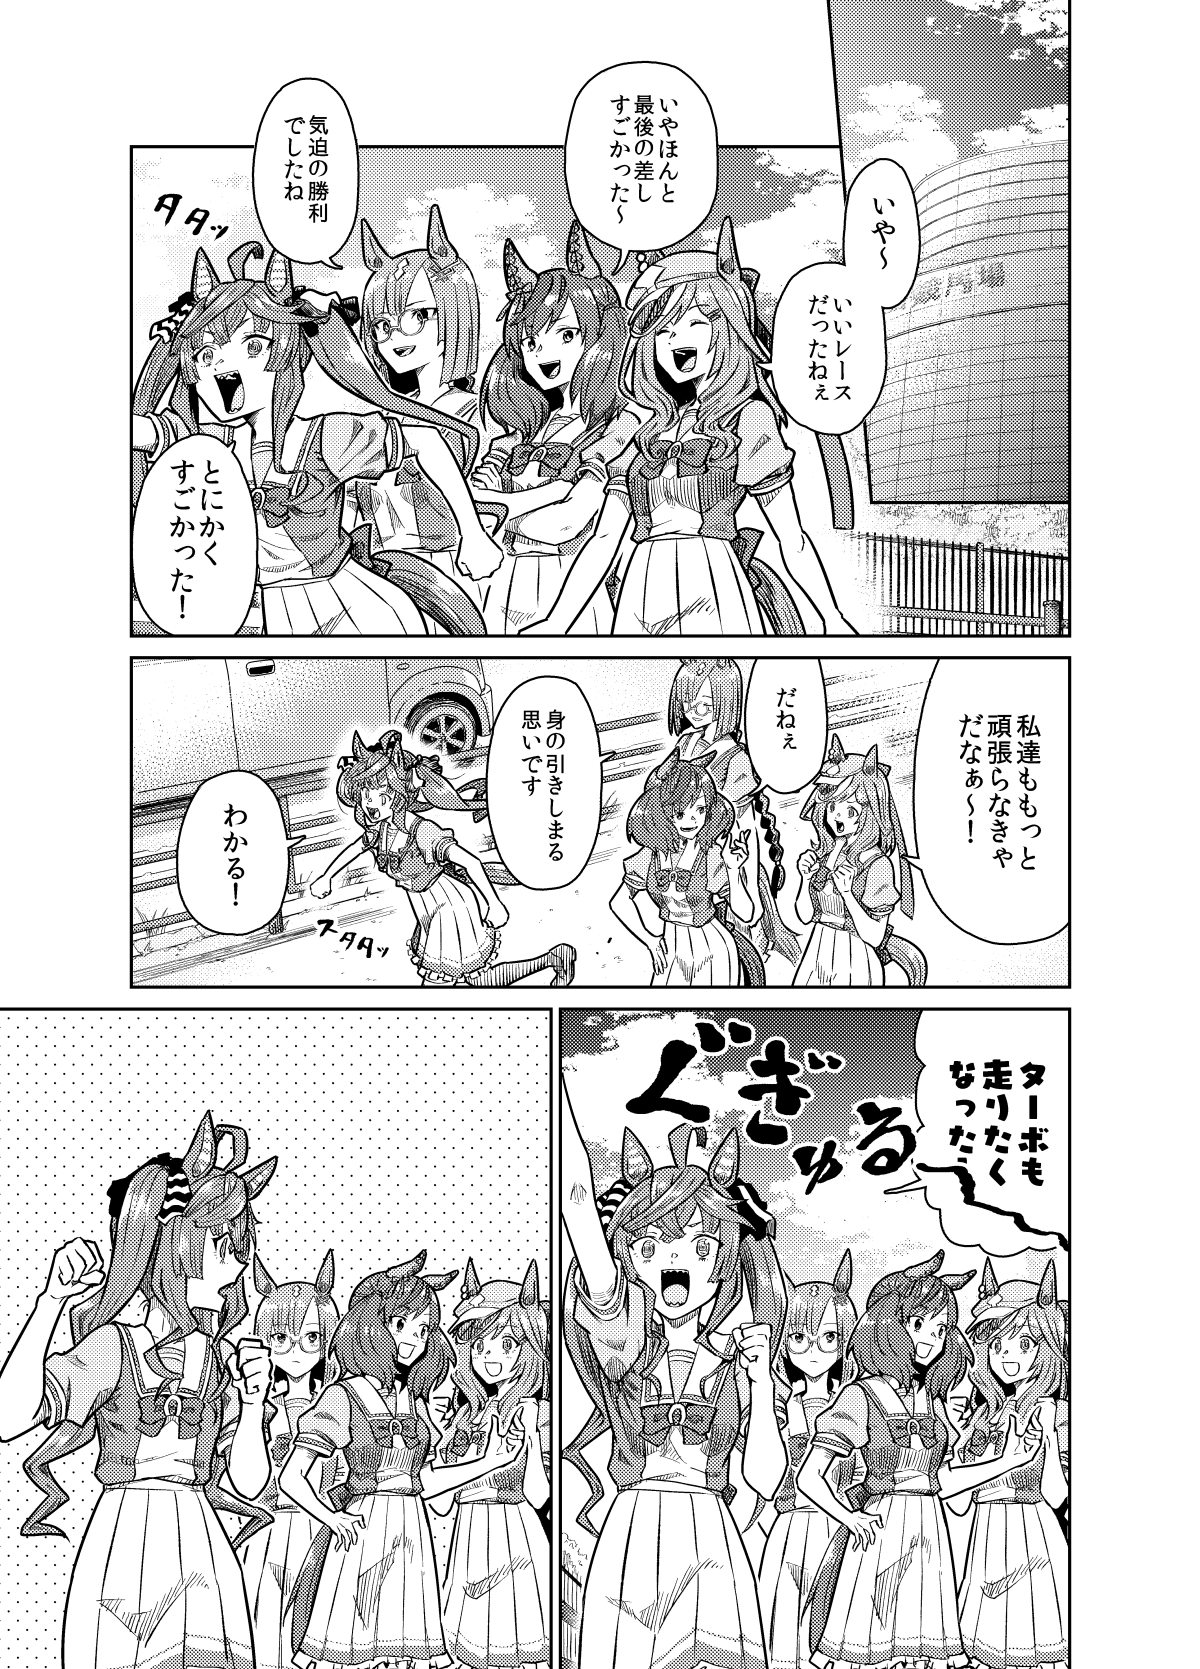 いや〜
いいレース
だったねぇ
いやほんと
最後の差し
すごかった〜
気迫の勝利
でしたね
タタッ
とにかく
すごかった！
私達ももっと
頑張らなきゃ
だなぁ〜！
だねぇ
身の引きしまる
思いです
わかる！
スタタッ
ターボも
走りたく
なった
ぐぎゅるる